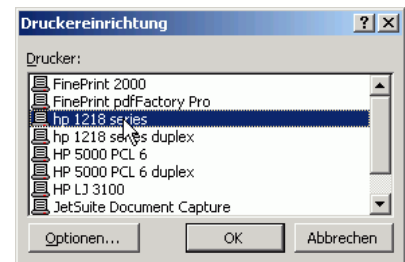 Druckereinrichtung
Drucker:
FinePrint 2000
FinePrint pdfFactory Pro
hp 1218 series
hp 1218 series duplex
HP 5000 PCL 6
HP 5000 PCL 6 duplex
HP LJ 3100
JetSuite Document Capture
Optionen... OK Abbrechen